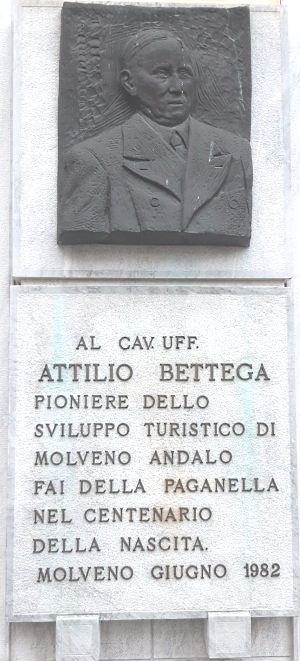 AL CAV. UFF.
ATTILIO BETTEGA
PIONIERE DELLO
SVILUPPO TURISTICO DI
MOLVENO ANDALO
FAI DELLA PAGANELLA
NEL CENTENARIO
DELLA NASCITA.
MOLVENO GIUGNO 1982